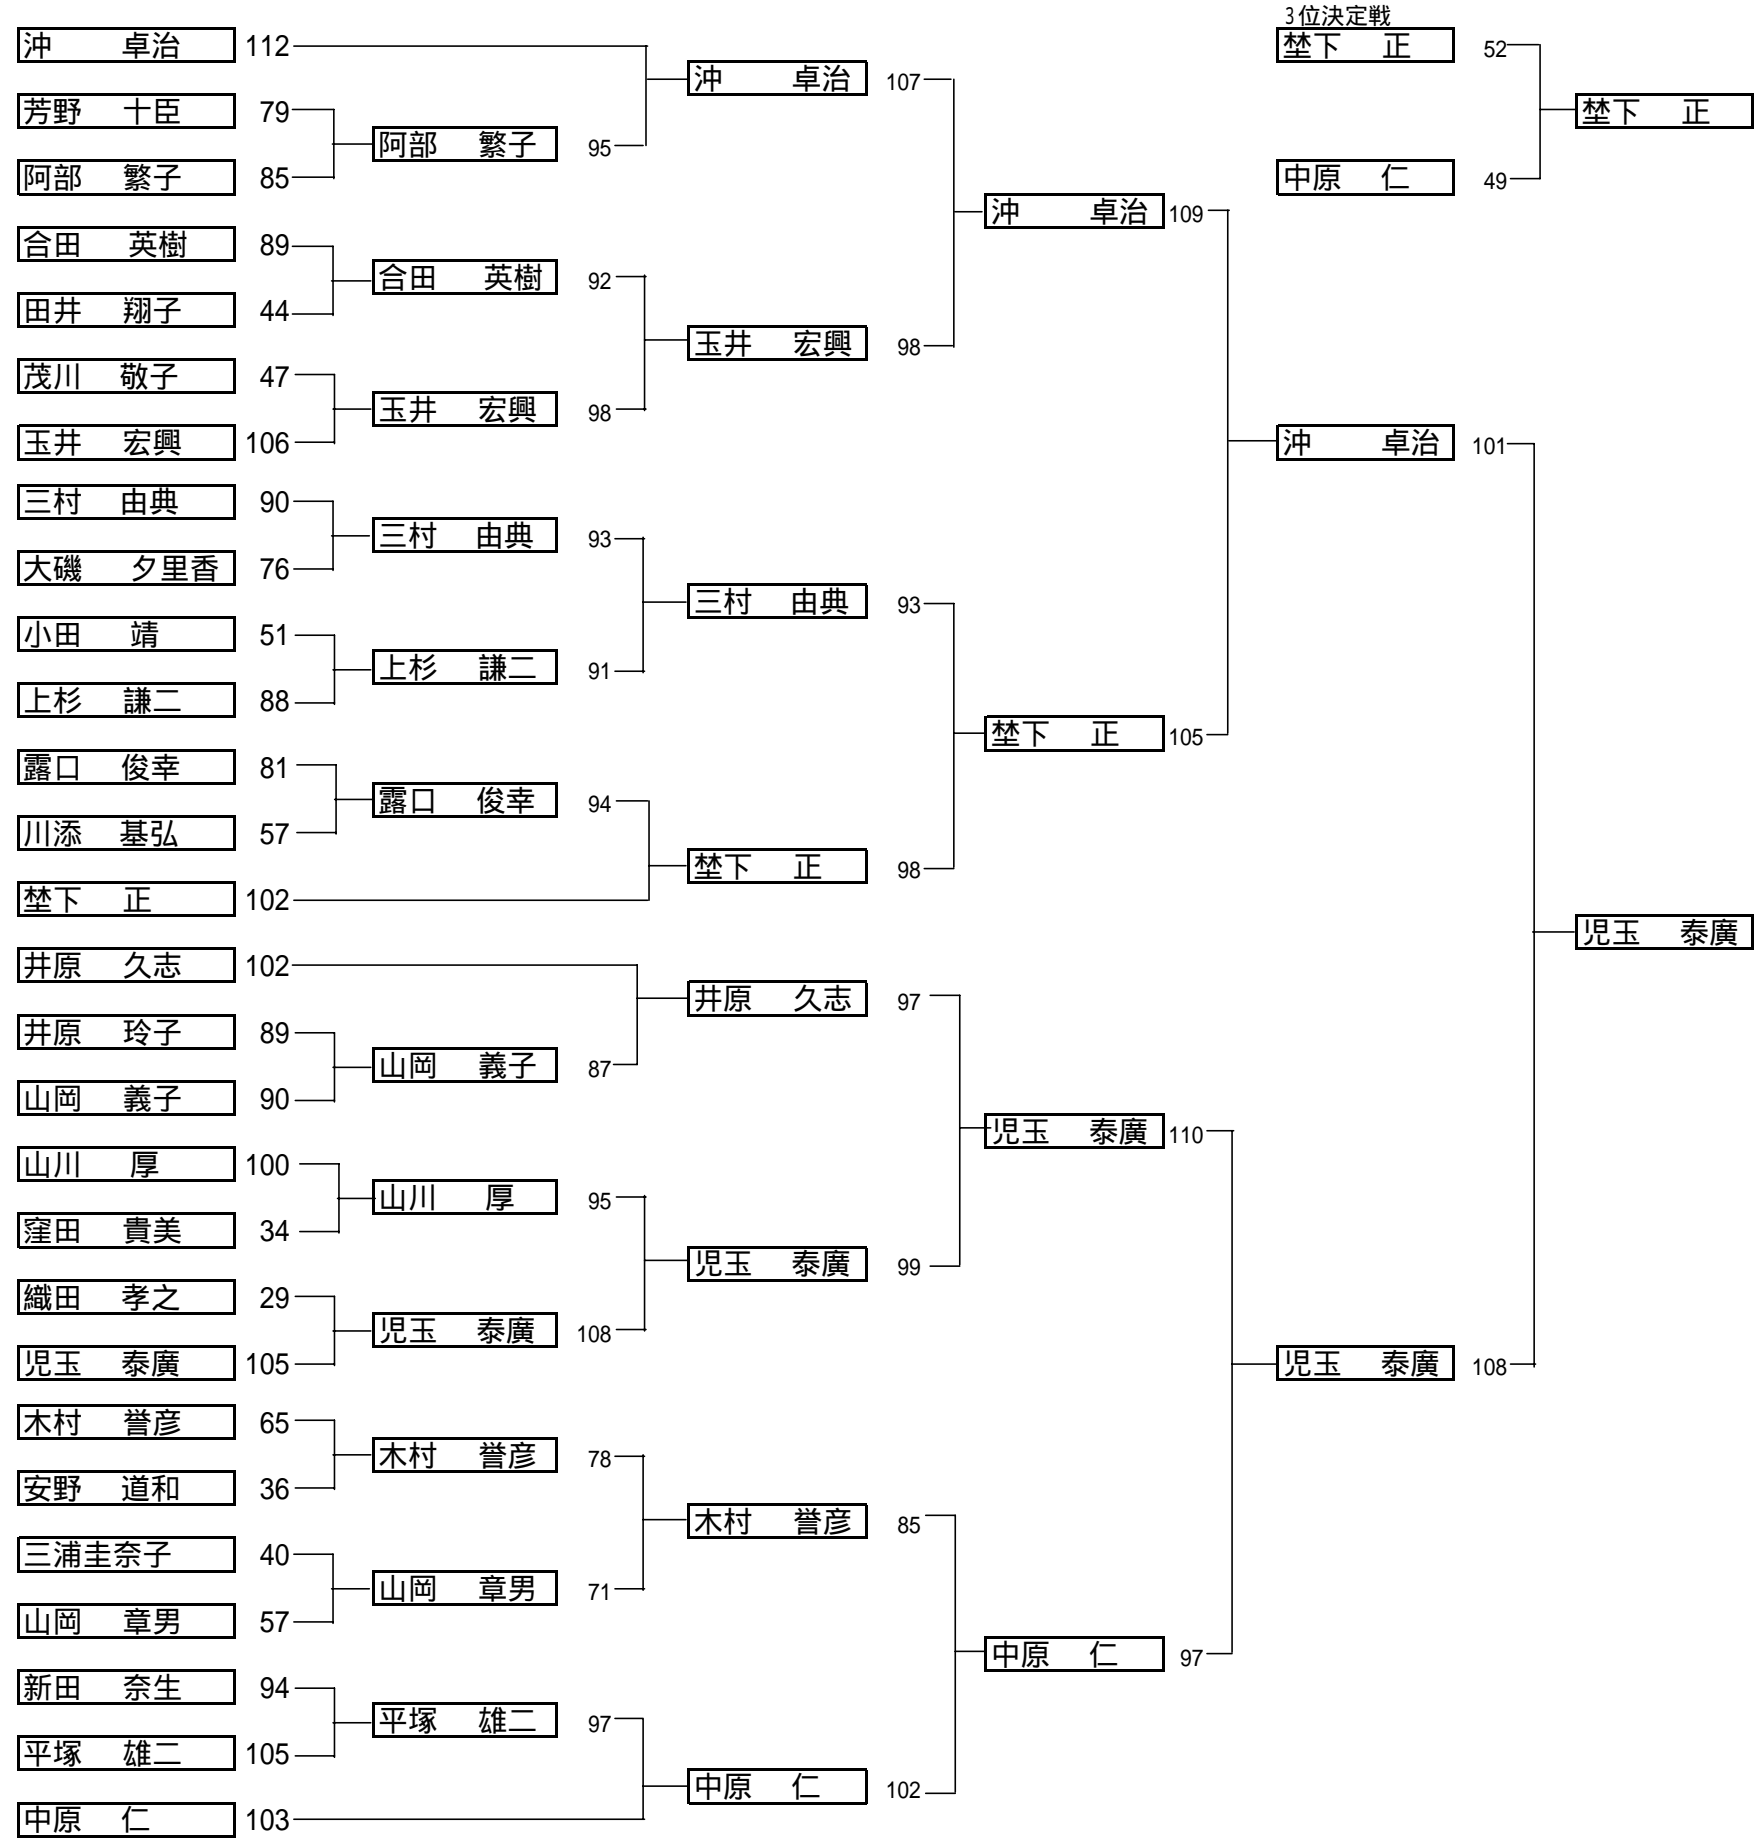 3位決定戦
沖 卓治 112
芳野 十臣 79
阿部 繁子 85
合田 英樹 89
田井 翔子 44
茂川 敬子 47
玉井 宏興 106
三村 由典 90
大磯 夕里香 76
小田 靖 51
上杉 謙二 88
露口 俊幸 81
川添 基弘 57
埜下 正 102
井原 久志 102
井原 玲子 89
山岡 義子 90
山川 厚 100
窪田 貴美 34
織田 孝之 29
児玉 泰廣 105
木村 誉彦 65
安野 道和 36
三浦圭奈子 40
山岡 章男 57
新田 奈生 94
平塚 雄二 105
中原 仁 103
阿部 繁子 95
合田 英樹 92
玉井 宏興 98
三村 由典 93
上杉 謙二 91
露口 俊幸 94
山岡 義子 87
山川 厚 95
児玉 泰廣 108
木村 誉彦 78
山岡 章男 71
平塚 雄二 97
沖 卓治 107
玉井 宏興 98
三村 由典 93
埜下 正 98
井原 久志 97
児玉 泰廣 99
木村 誉彦 85
中原 仁 102
沖 卓治 109
埜下 正 105
児玉 泰廣 110
中原 仁 97
埜下 正 52
中原 仁 49
沖 卓治 101
児玉 泰廣 108
埜下 正
児玉 泰廣